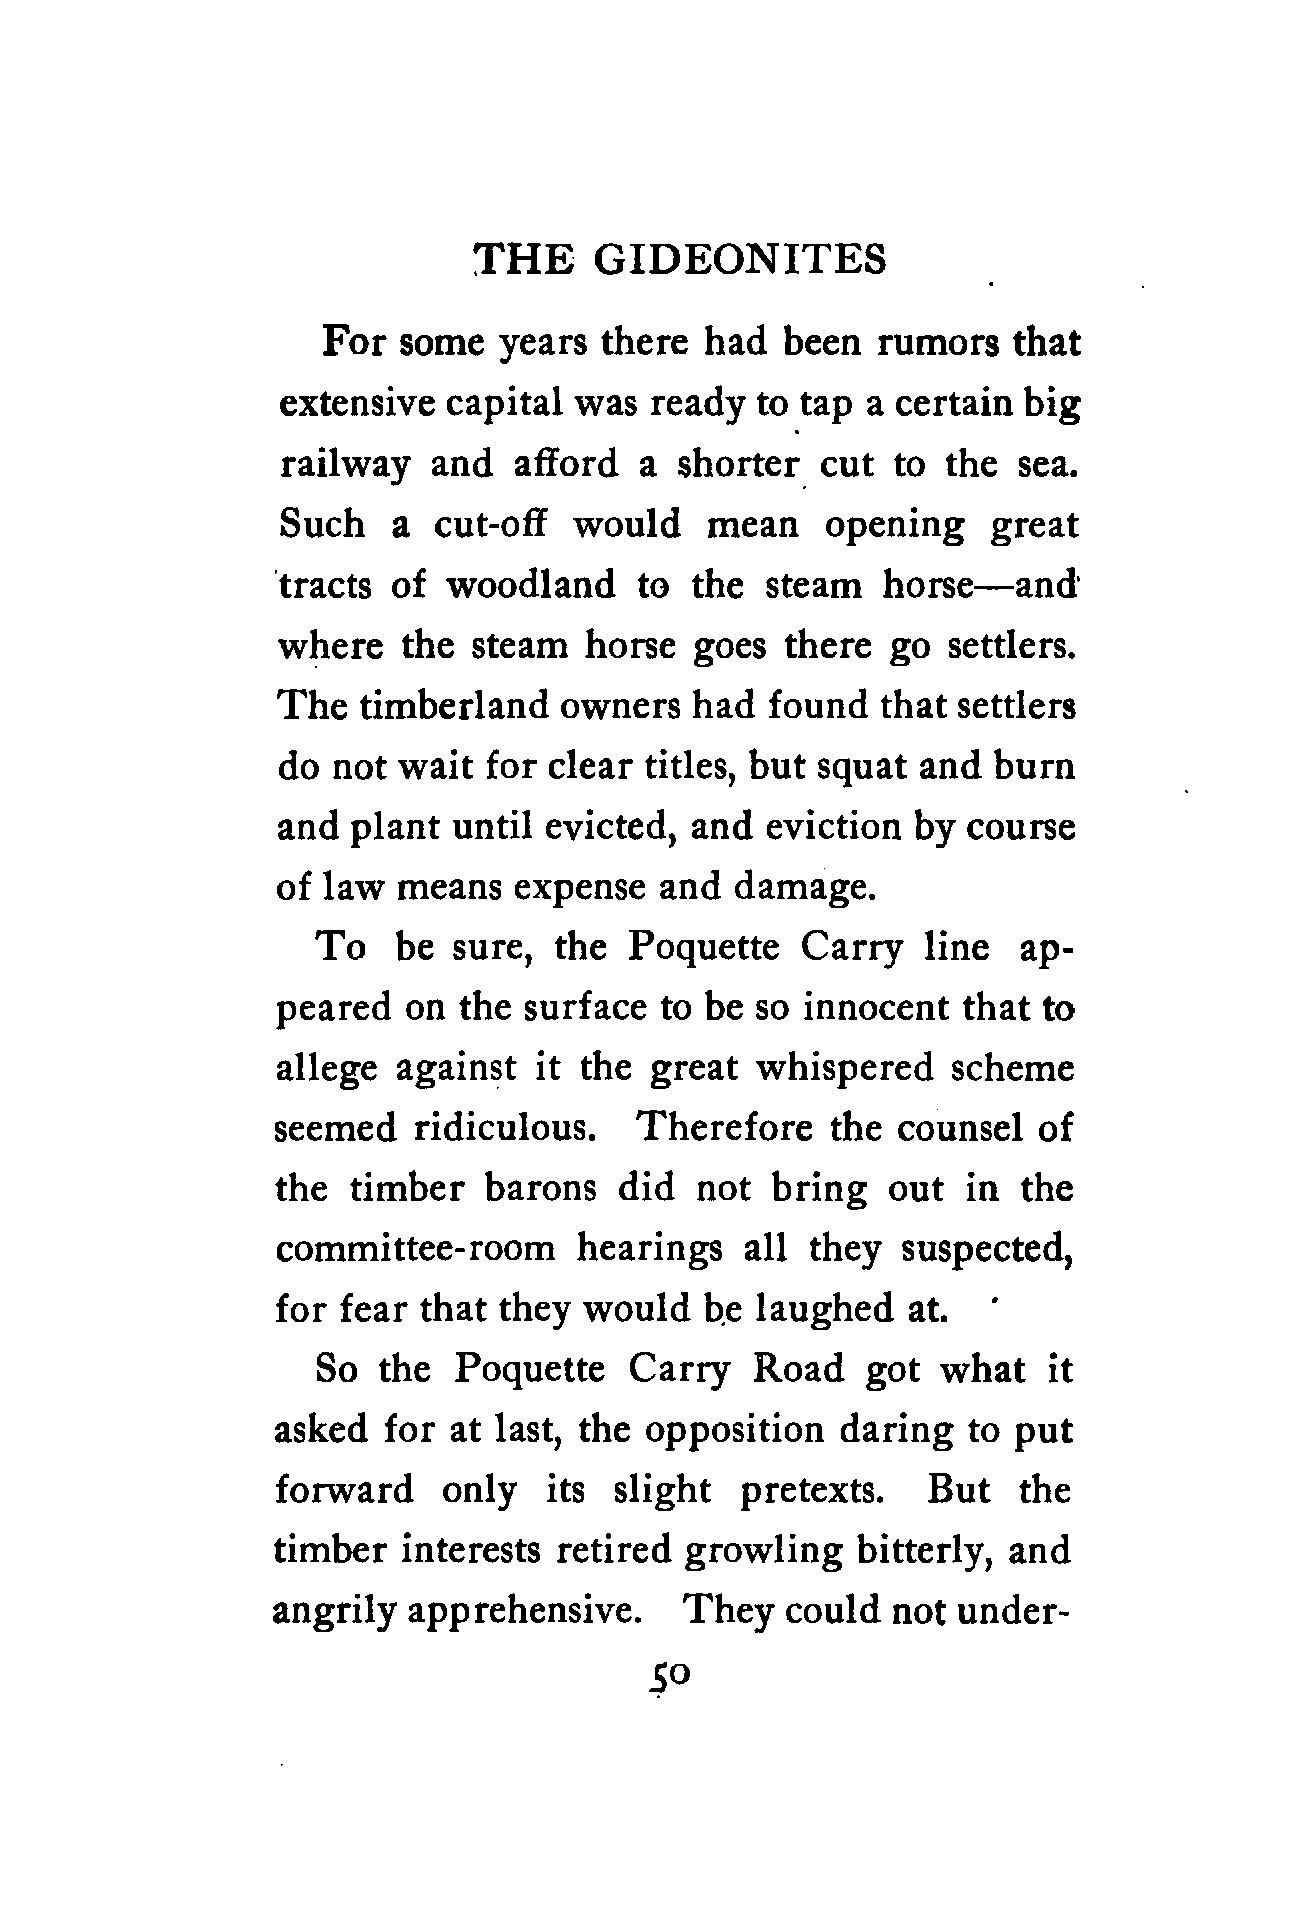 THE GIDEONITES
For some years there had been rumors that
extensive capital was ready to tap a certain big
railway and afford a shorter cut to the sea.
Such a cut-off would mean opening great
tracts of woodland to the steam horse—and
where the steam horse goes there go settlers.
The timberland owners had found that settlers
do not wait for clear titles, but squat and burn
and plant until evicted, and eviction by course
of law means expense and damage.
To be sure, the Poquette Carry line ap-
peared on the surface to be so innocent that to
allege against it the great whispered scheme
seemed ridiculous. Therefore the counsel of
the timber barons did not bring out in the
committee-room hearings all they suspected,
for fear that they would be laughed at.
So the Poquette Carry Road got what it
asked for at last, the opposition daring to put
forward only its slight pretexts. But the
timber interests retired growling bitterly, and
angrily apprehensive. They could not under-
50